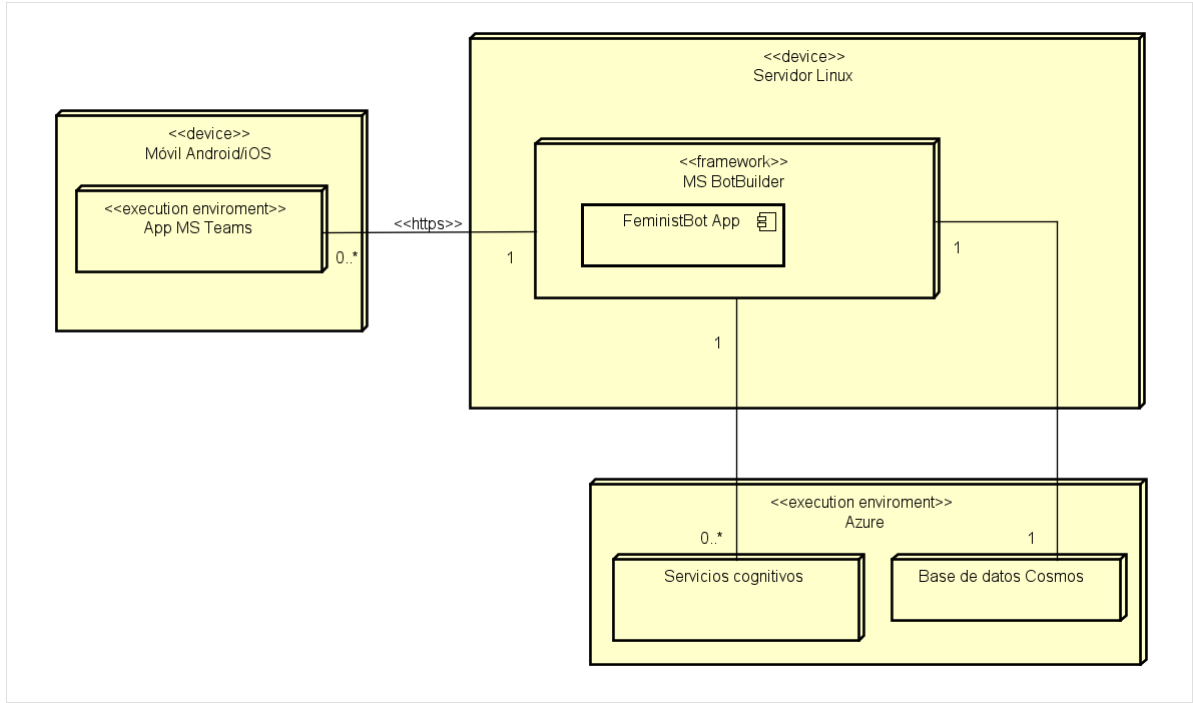 <<device>>
Servidor Linux
<<device>>
Móvil Android/iOS
<<framework>>
MS BotBuilder
<<execution enviroment>>
App MS Teams
FeministBot App
<<https>>
0..*
1
1
1
<<execution enviroment>>
Azure
0..*
1
Servicios cognitivos
Base de datos Cosmos